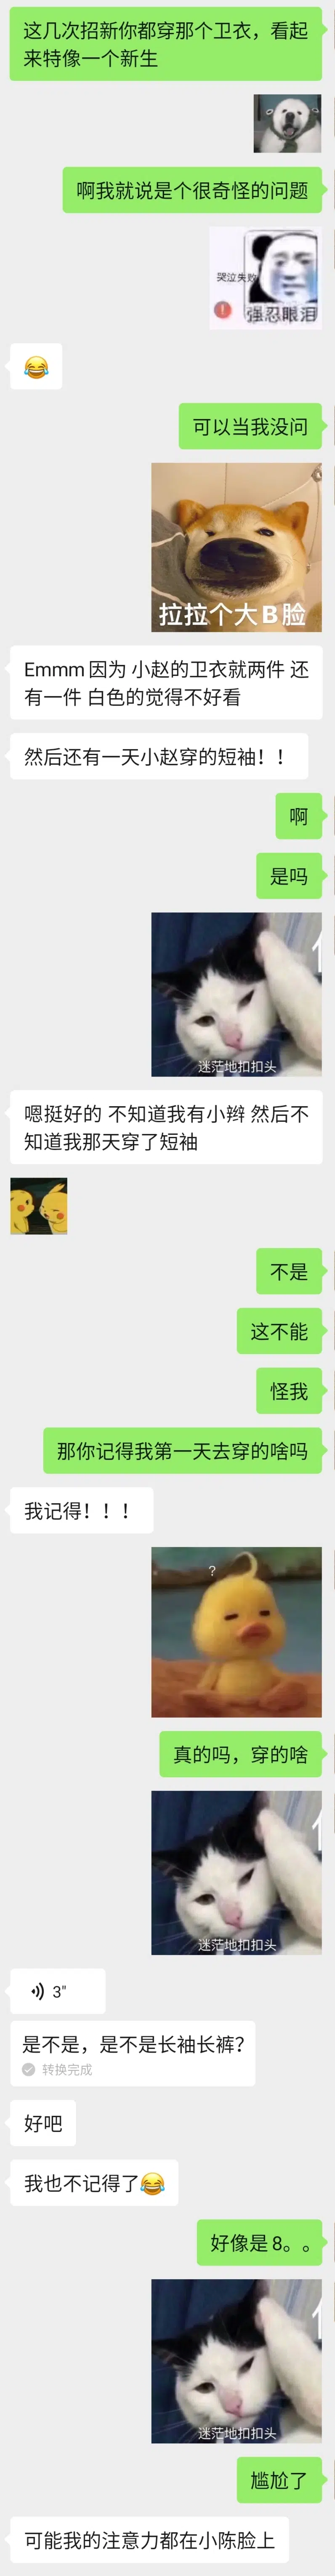 这几次招新你都穿那个卫衣，看起
来特像一个新生
啊我就说是个很奇怪的问题
哭泣失败
强忍眼泪
可以当我没问
拉拉个大B脸
Emmm 因为 小赵的卫衣就两件 还
有一件 白色的觉得不好看
然后还有一天小赵穿的短袖！！
啊
是吗
迷茫地扣扣头
嗯挺好的 不知道我有小辫 然后不
知道我那天穿了短袖
不是
这不能
怪我
那你记得我第一天去穿的啥吗
我记得！！！
?
真的吗，穿的啥
迷茫地扣扣头
3"
是不是，是不是长袖长裤？
转换完成
好吧
我也不记得了
好像是 8。。
迷茫地扣扣头
尴尬了
可能我的注意力都在小陈脸上